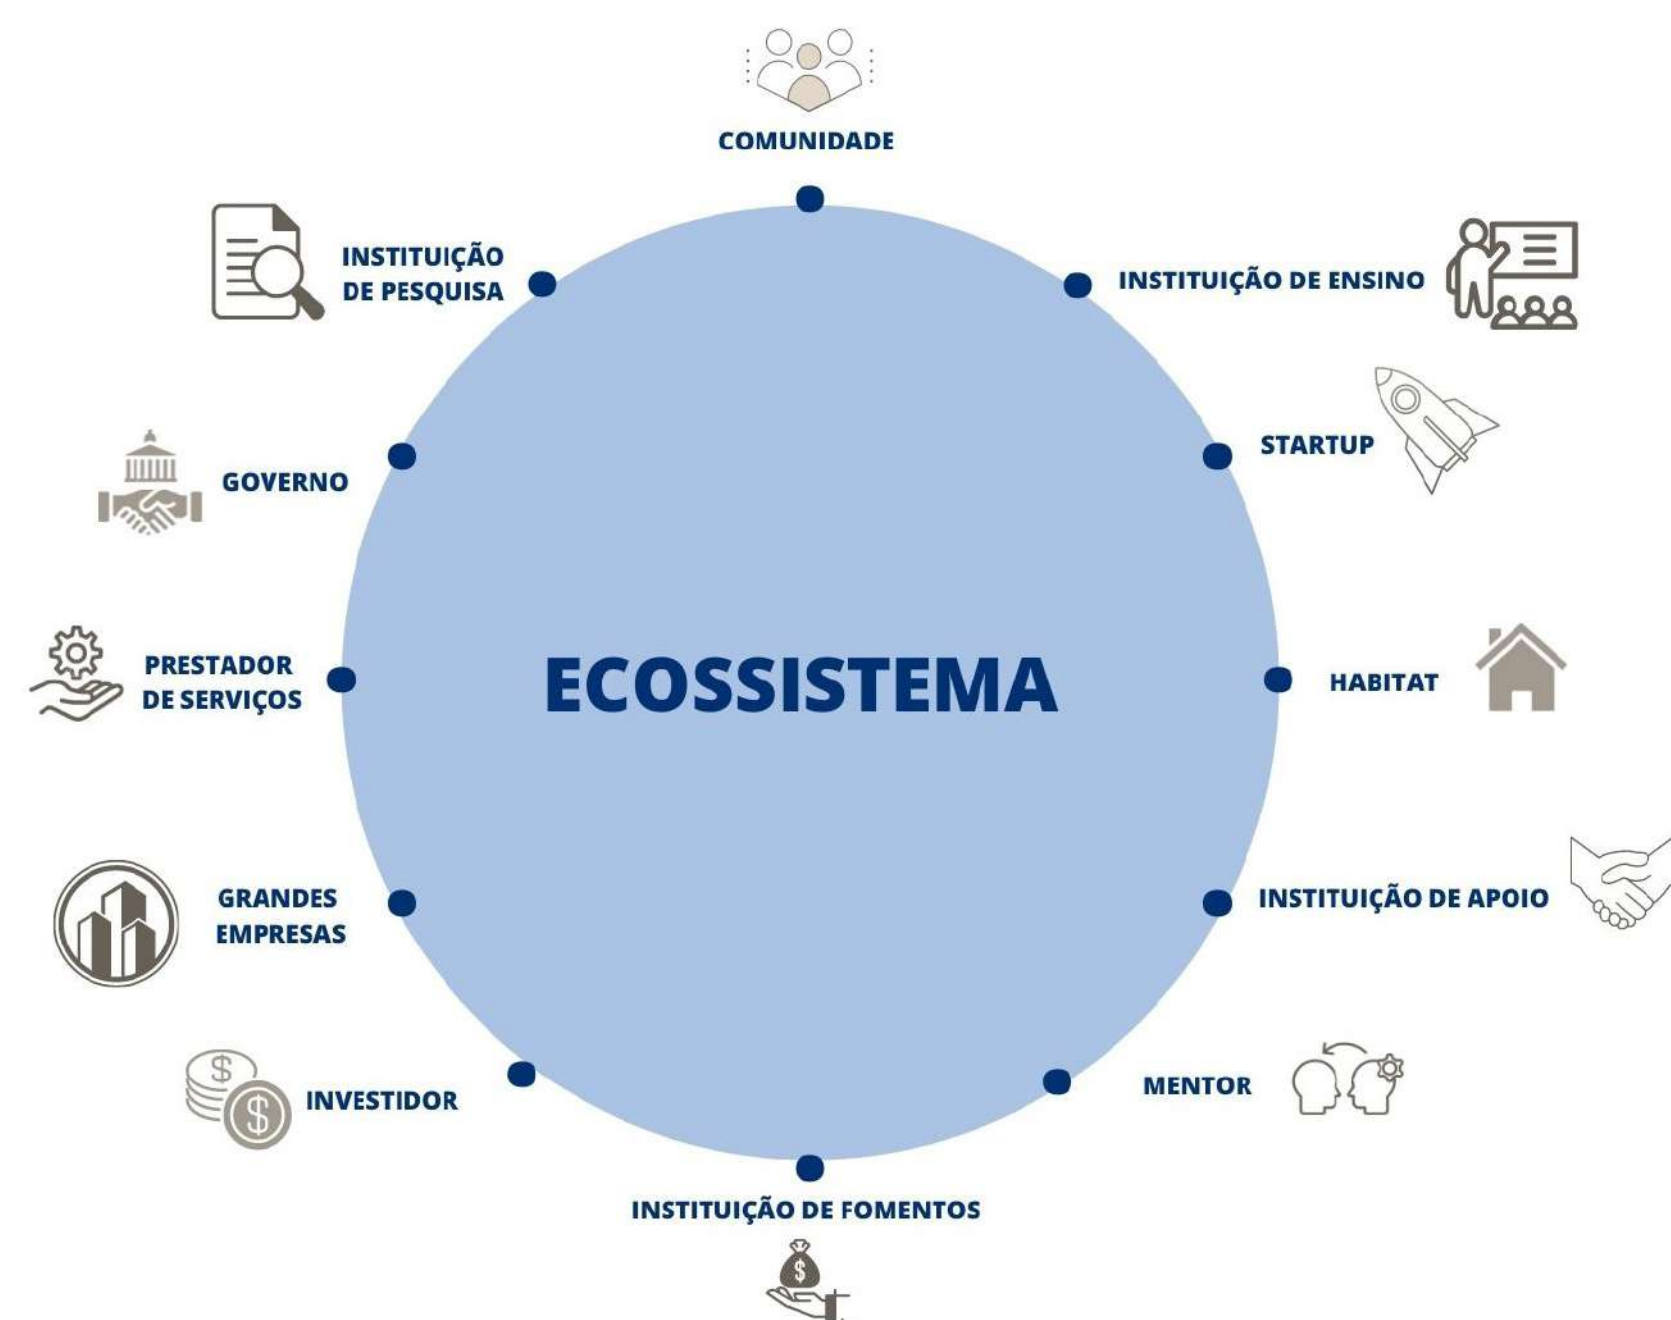 COMUNIDADE
INSTITUIÇÃO
DE PESQUISA
INSTITUIÇÃO DE ENSINO
STARTUP
GOVERNO
PRESTADOR
DE SERVIÇOS
ECOSSISTEMA
HABITAT
GRANDES
EMPRESAS
INSTITUIÇÃO DE APOIO
INVESTIDOR
MENTOR
INSTITUIÇÃO DE FOMENTOS